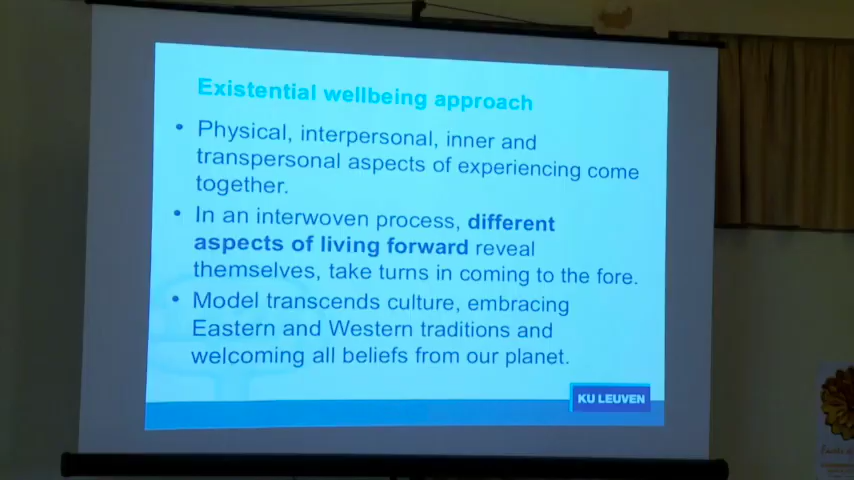 Existential wellbeing approach
• Physical, interpersonal, inner and
transpersonal aspects of experiencing come
together.
• In an interwoven process, different
aspects of living forward reveal
themselves, take turns in coming to the fore.
• Model transcends culture, embracing
Eastern and Western traditions and
welcoming all beliefs from our planet.
KU LEUVEN